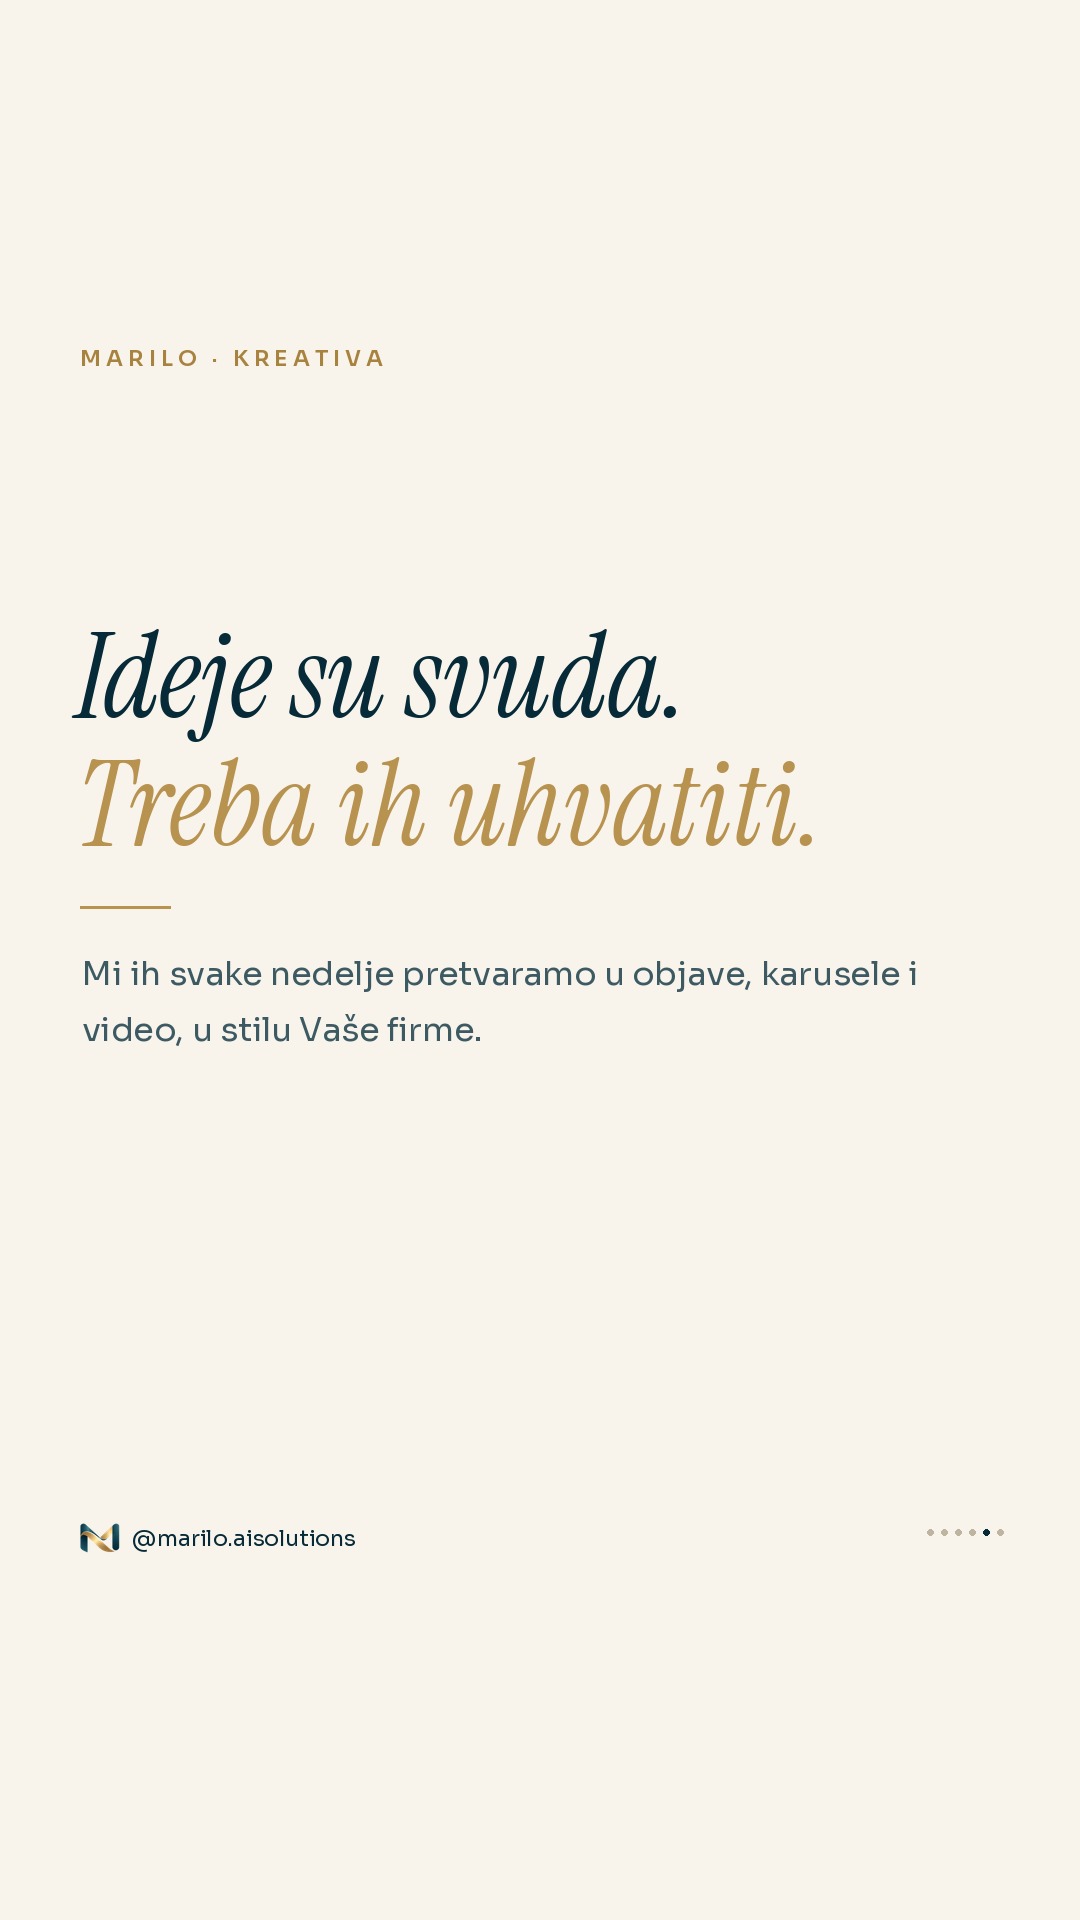 MARILO · KREATIVA
Ideje su svuda.
Treba ih uhvatiti.
Mi ih svake nedelje pretvaramo u objave, karusele i
video, u stilu Vaše firme.
@marilo.aisolutions